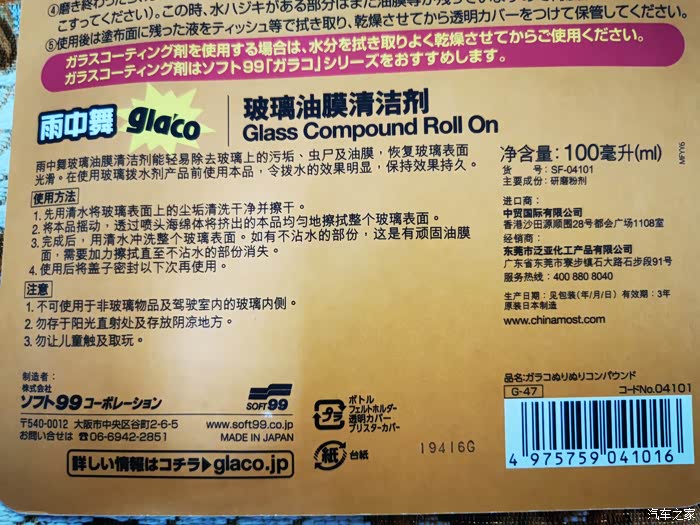 ④磨き終わったら
こすってください)。この時、水ハジキがある部分はまだ油膜等が残っ
⑤使用後は塗布面に残った液をティッシュ等で拭き取り、乾燥させてから透明カバーをつけて保管してください。
ガラスコーティング剤を使用する場合は、水分を拭き取りよく乾燥させてからご使用ください。
ガラスコーティング剤はソフト99「ガラコ」シリーズをおすすめします。
雨中舞 glaco
玻璃油膜清洁剂
Glass Compound Roll On
雨中舞玻璃油膜清洁剂能轻易除去玻璃上的污垢、虫尸及油膜，恢复玻璃表面
光滑。在使用玻璃拨水剂产品前使用本品，令拨水的效果明显，保持效果持久。
使用方法
1. 先用清水将玻璃表面上的尘垢清洗干净并擦干。
2. 将本品摇动，透过喷头海绵体将挤出的本品均匀地擦拭整个玻璃表面。
3. 完成后，用清水冲洗整个玻璃表面。如有不沾水的部份，这是有顽固油膜
面，需要加力擦拭直至不沾水的部份消失。
4. 使用后将盖子密封以下次再使用。
注意
1. 不可使用于非玻璃物品及驾驶室内的玻璃内侧。
2. 勿存于阳光直射处及存放阴凉地方。
3. 勿让儿童触及取玩。
净含量：100毫升(ml)
货 号：SF-04101
主要成份：研磨粉剂
进口商：
中贸国际有限公司
香港沙田源顺围28号都会广场1108室
经销商：
东莞市泛亚化工产品有限公司
广东省东莞市寮步镇石大路石步段91号
服务热线：400 880 8040
生产日期：见包装(年/月/日) 有效期：3年
原装日本制造
www.chinamost.com
MFYY6
制造者：
株式会社
ソフト99コーポレーション
〒540-0012 大阪市中央区谷町2-6-5
お問い合せ ☎06-6942-2851
SOFT99
www.soft99.co.jp
MADE IN JAPAN
詳しい情報はコチラ▶glaco.jp
プラ
ボトル
フェルトホルダー
透明カバー
ブリスターカバー
紙
台紙
19416G
品名:ガラコぬりぬりコンパウンド
G-47 コードNo.04101
4 975759 041016
汽车之家